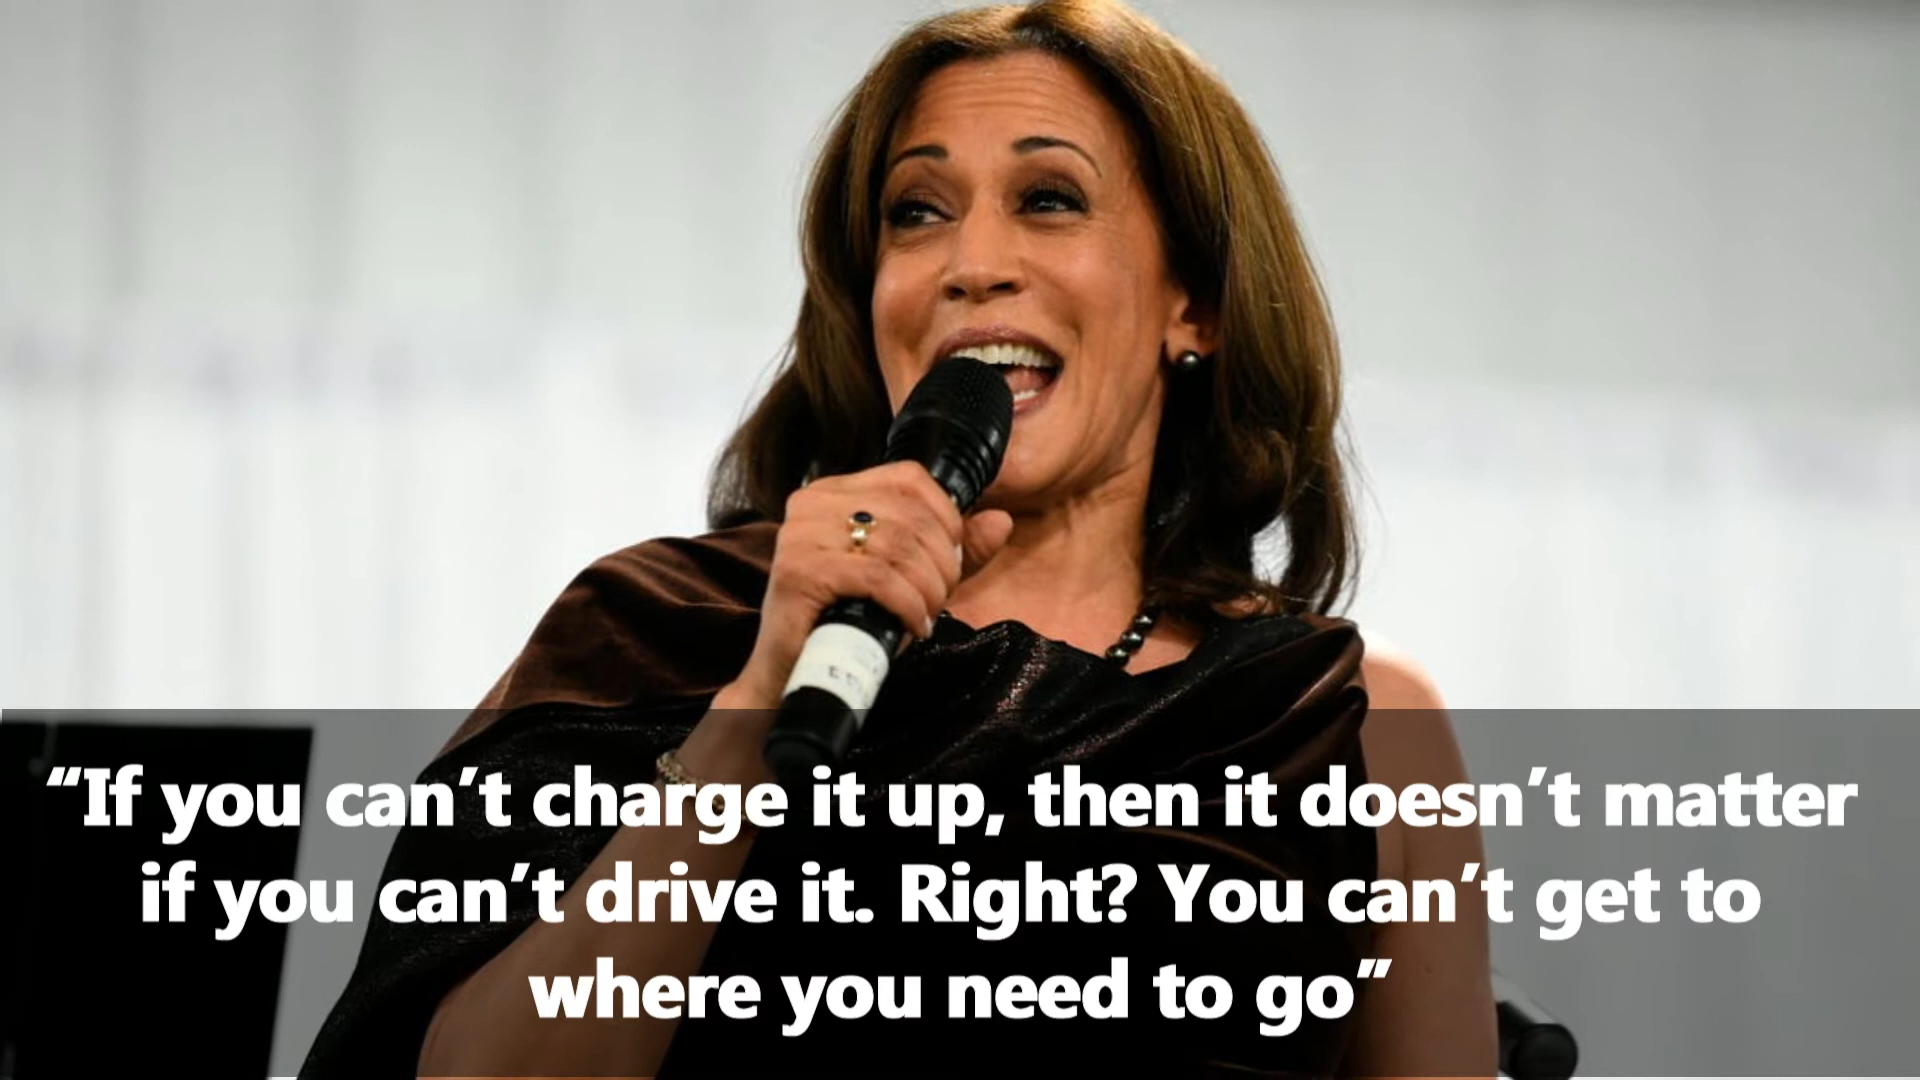 “If you can’t charge it up, then it doesn’t matter
if you can’t drive it. Right? You can’t get to
where you need to go”